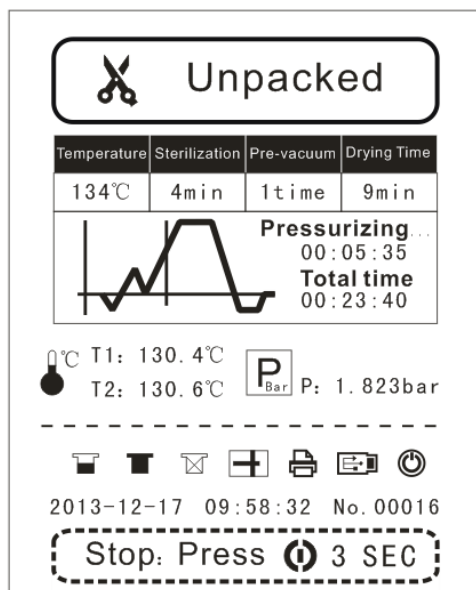 Unpacked
Temperature Sterilization Pre-vacuum Drying Time
134℃ 4min 1time 9min
Pressurizing...
00:05:35
Total time
00:23:40
℃ T1: 130.4℃
T2: 130.6℃
P Bar P: 1.823bar
2013-12-17 09:58:32 No.00016
Stop: Press 3 SEC